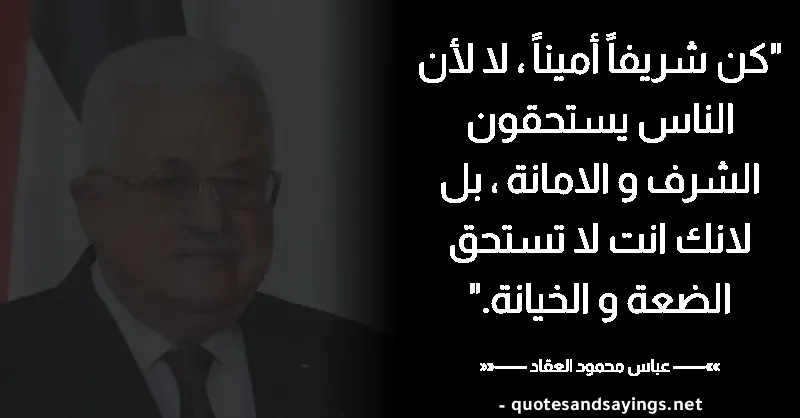 "كن شريفاً أميناً ، لا لأن
الناس يستحقون
الشرف و الامانة ، بل
لانك انت لا تستحق
الضعة و الخيانة."
»—— عباس محمود العقاد ——««
- quotesandsayings.net